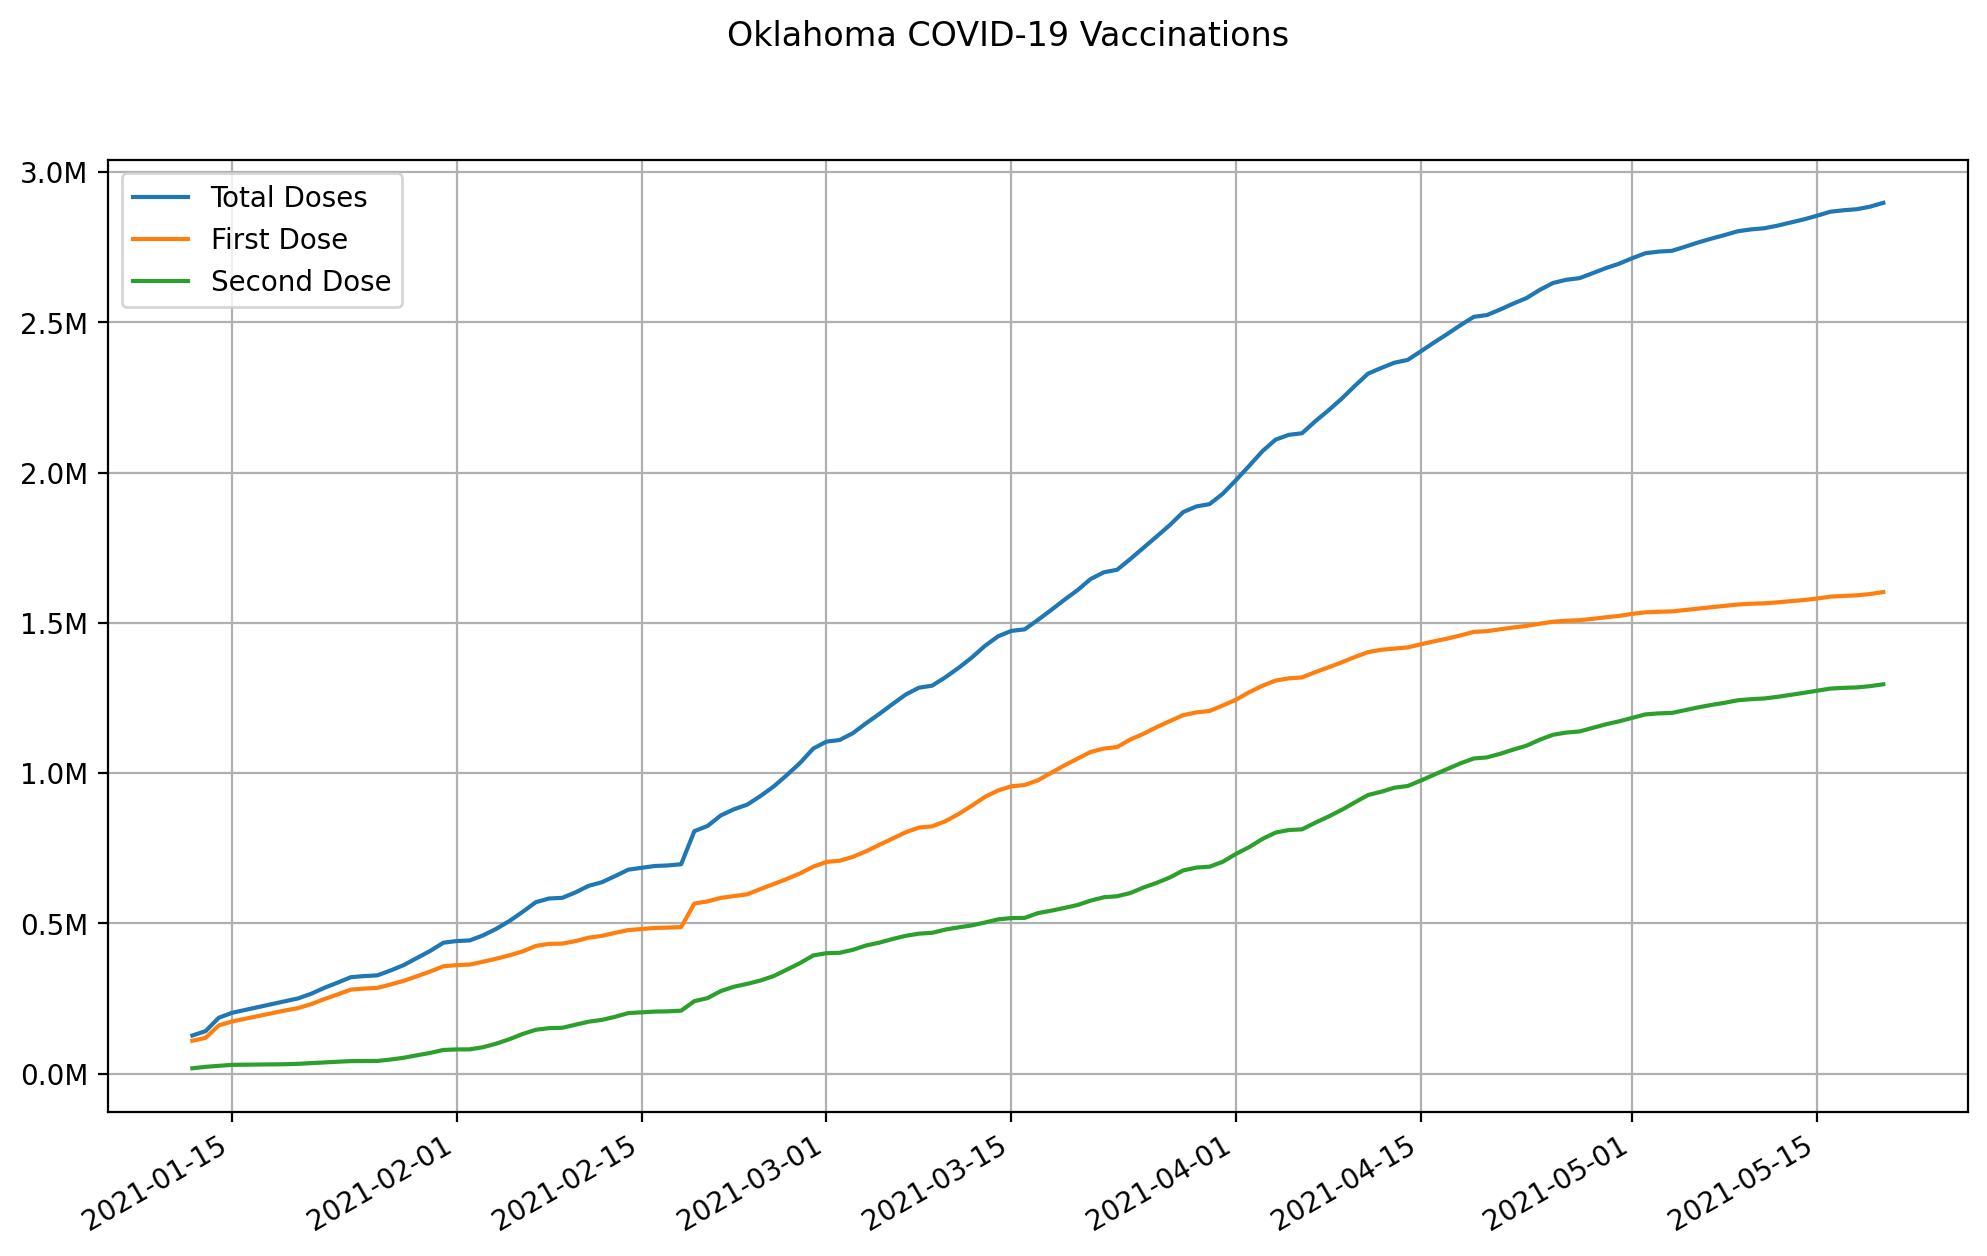 Oklahoma COVID-19 Vaccinations
3.0M
2.5M
2.0M
1.5M
1.0M
0.5M
0.0M
Total Doses
First Dose
Second Dose
2021-01-15
2021-02-01
2021-02-15
2021-03-01
2021-03-15
2021-04-01
2021-04-15
2021-05-01
2021-05-15